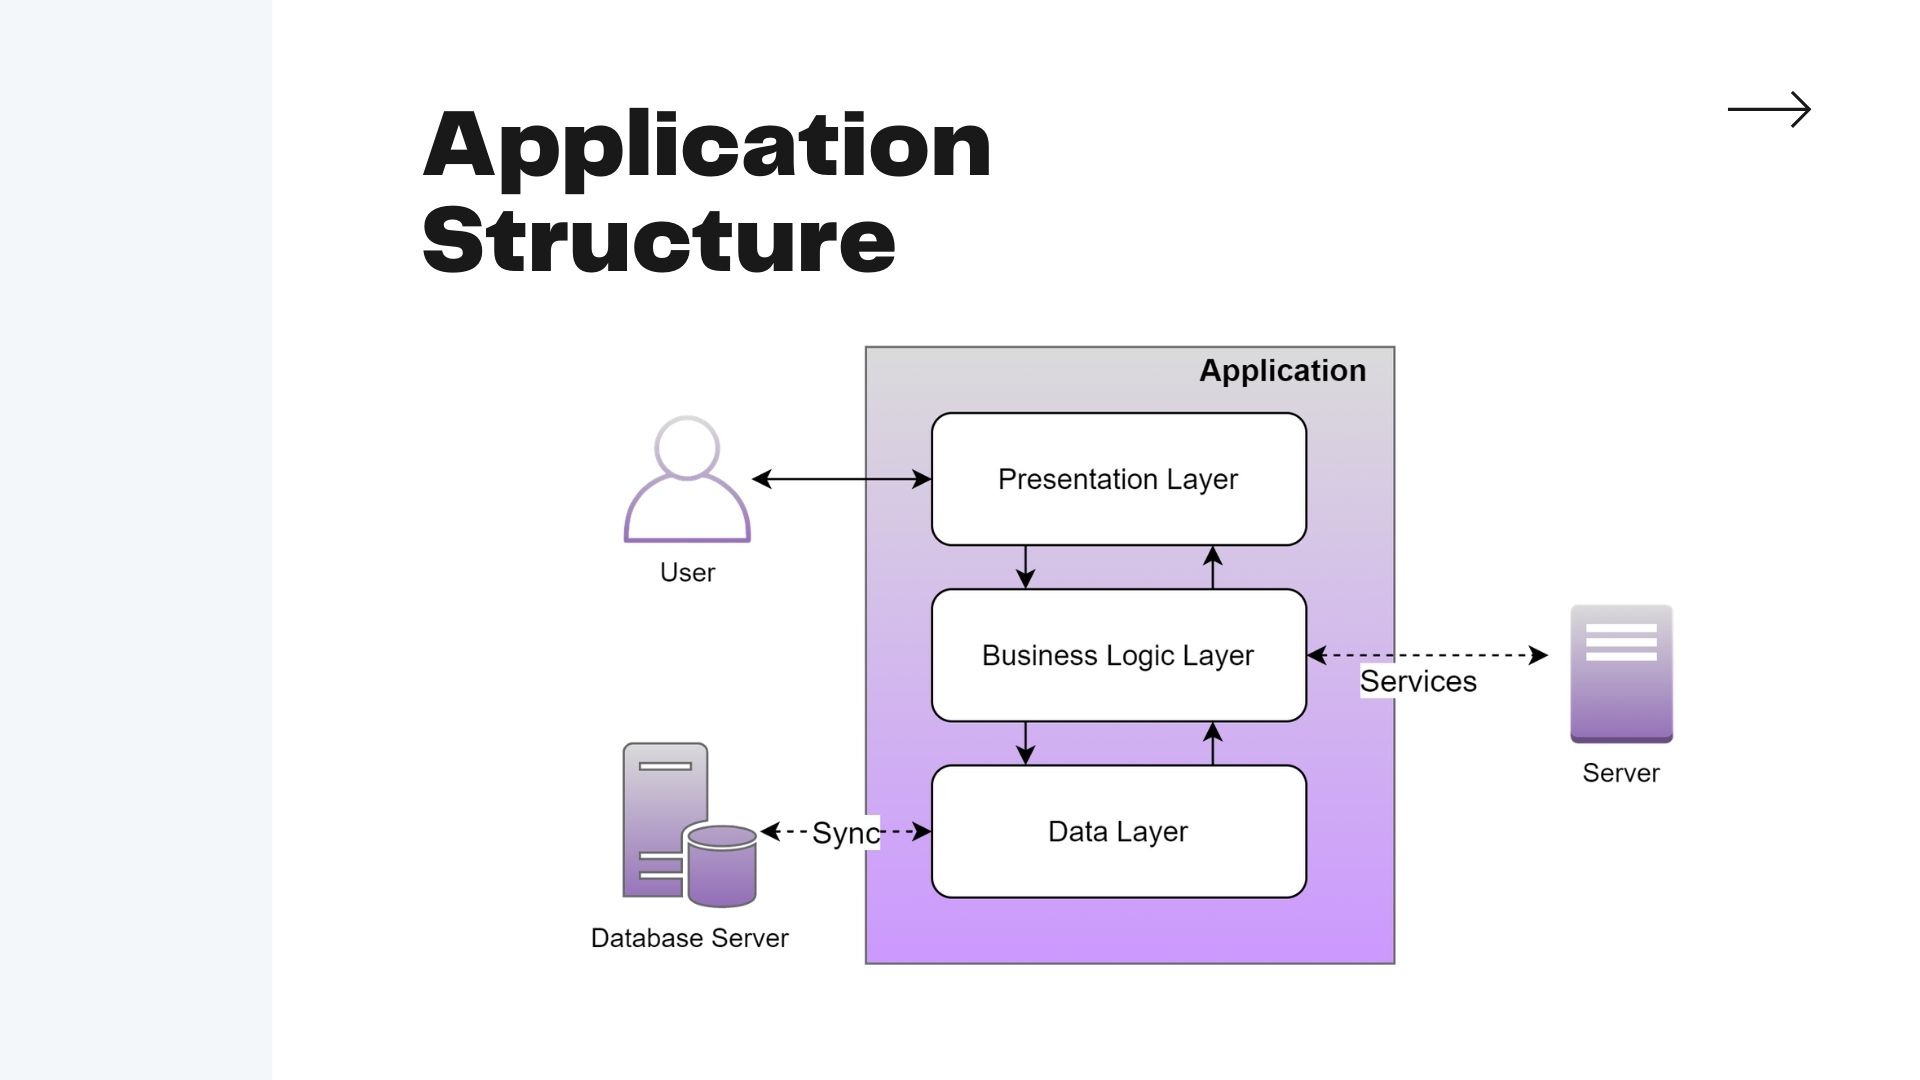 Application
Structure
Application
Presentation Layer
User
Business Logic Layer
Services
Server
Data Layer
Sync
Database Server